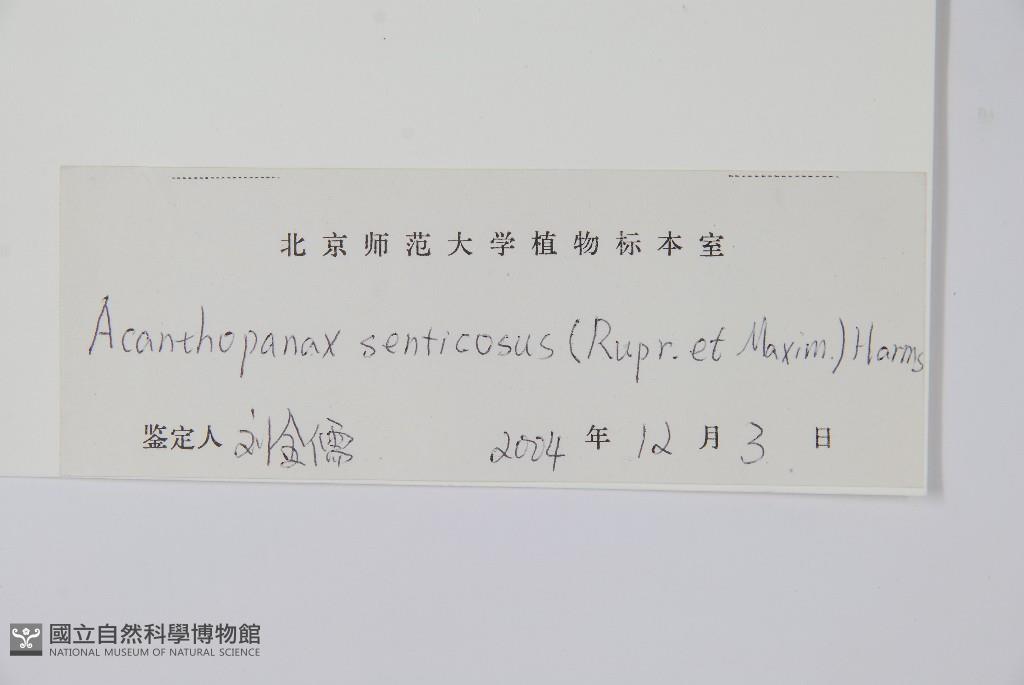 北京师范大学植物标本室
Acanthopanax senticosus (Rupr. et Maxim.) Harms
鉴定人 刘全儒 2004 年 12 月 3 日
國立自然科學博物館
NATIONAL MUSEUM OF NATURAL SCIENCE